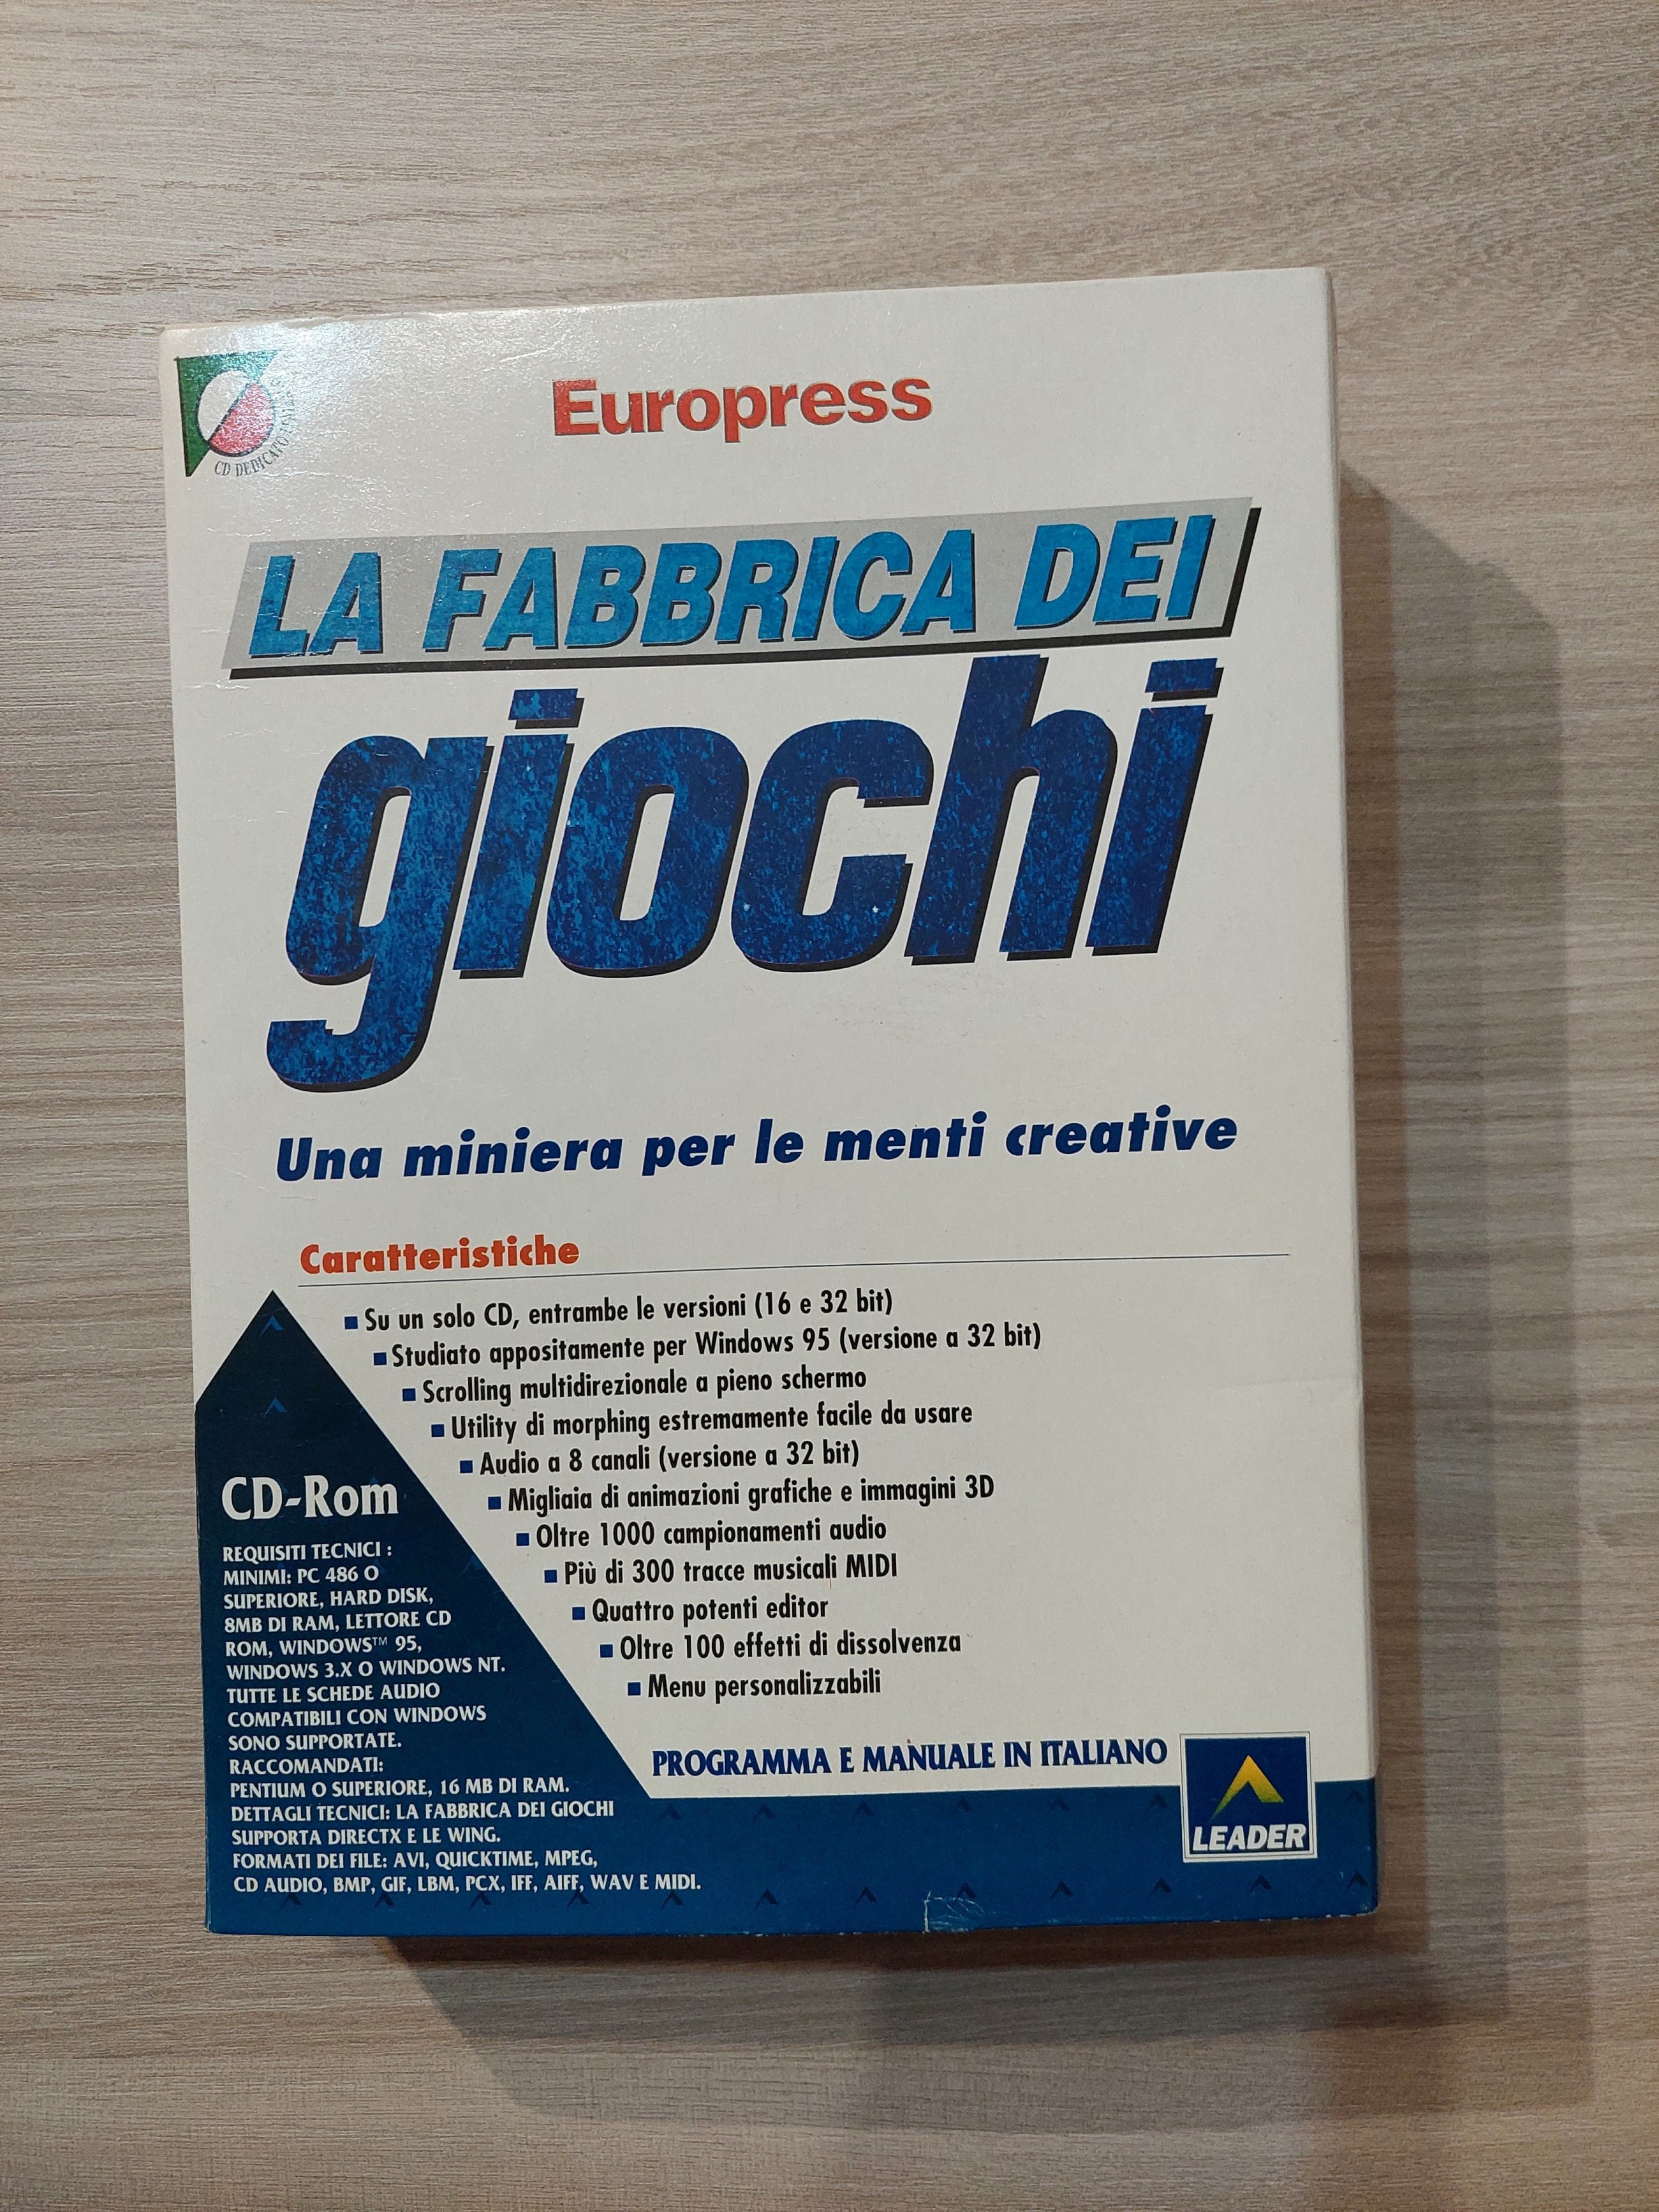 CD DEDICATO
Europress
LA FABBRICA DEI
giochi
Una miniera per le menti creative
Caratteristiche
■ Su un solo CD, entrambe le versioni (16 e 32 bit)
■ Studiato appositamente per Windows 95 (versione a 32 bit)
■ Scrolling multidirezionale a pieno schermo
■ Utility di morphing estremamente facile da usare
■ Audio a 8 canali (versione a 32 bit)
■ Migliaia di animazioni grafiche e immagini 3D
■ Oltre 1000 campionamenti audio
■ Più di 300 tracce musicali MIDI
■ Quattro potenti editor
■ Oltre 100 effetti di dissolvenza
■ Menu personalizzabili
CD-Rom
REQUISITI TECNICI :
MINIMI: PC 486 O
SUPERIORE, HARD DISK,
8MB DI RAM, LETTORE CD
ROM, WINDOWS™ 95,
WINDOWS 3.X O WINDOWS NT.
TUTTE LE SCHEDE AUDIO
COMPATIBILI CON WINDOWS
SONO SUPPORTATE.
RACCOMANDATI:
PENTIUM O SUPERIORE, 16 MB DI RAM.
DETTAGLI TECNICI: LA FABBRICA DEI GIOCHI
SUPPORTA DIRECTX E LE WING.
FORMATI DEI FILE: AVI, QUICKTIME, MPEG,
CD AUDIO, BMP, GIF, LBM, PCX, IFF, AIFF, WAV E MIDI.
PROGRAMMA E MANUALE IN ITALIANO
LEADER